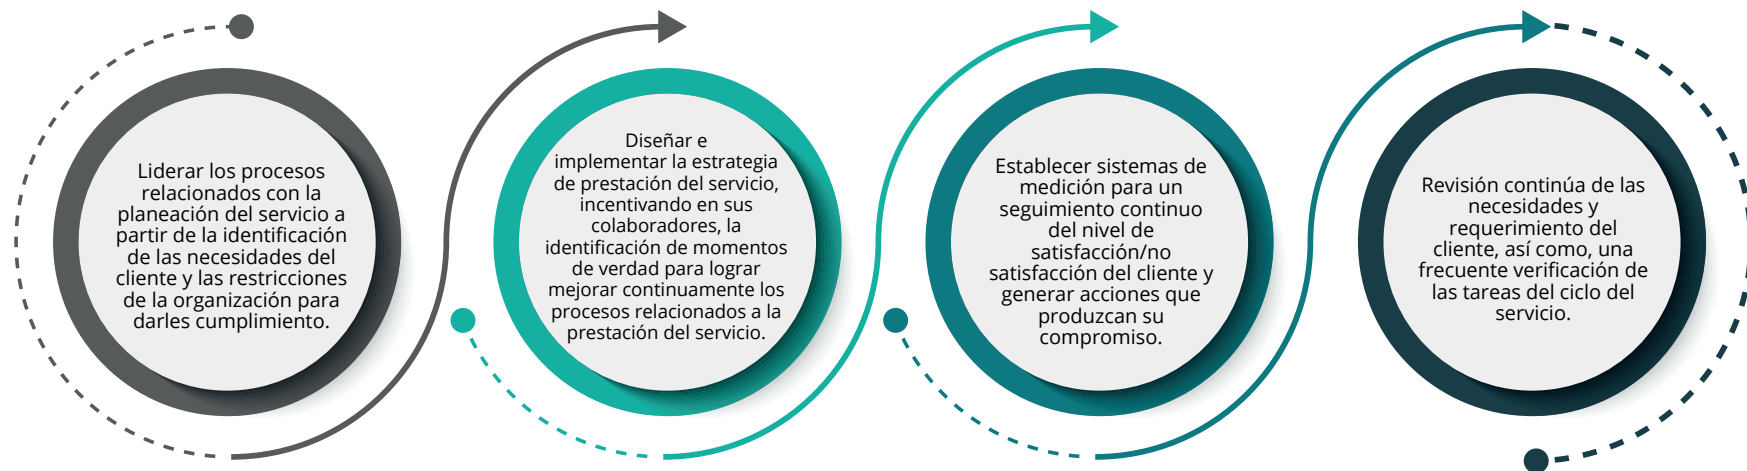 Liderar los procesos
relacionados con la
planeación del servicio a
partir de la identificación
de las necesidades del
cliente y las restricciones
de la organización para
darles cumplimiento.
Diseñar e
implementar la estrategia
de prestación del servicio,
incentivando en sus
colaboradores, la
identificación de momentos
de verdad para lograr
mejorar continuamente los
procesos relacionados a la
prestación del servicio.
Establecer sistemas de
medición para un
seguimiento continuo
del nivel de
satisfacción/no
satisfacción del cliente y
generar acciones que
produzcan su
compromiso.
Revisión continúa de las
necesidades y
requerimiento del
cliente, así como, una
frecuente verificación de
las tareas del ciclo del
servicio.